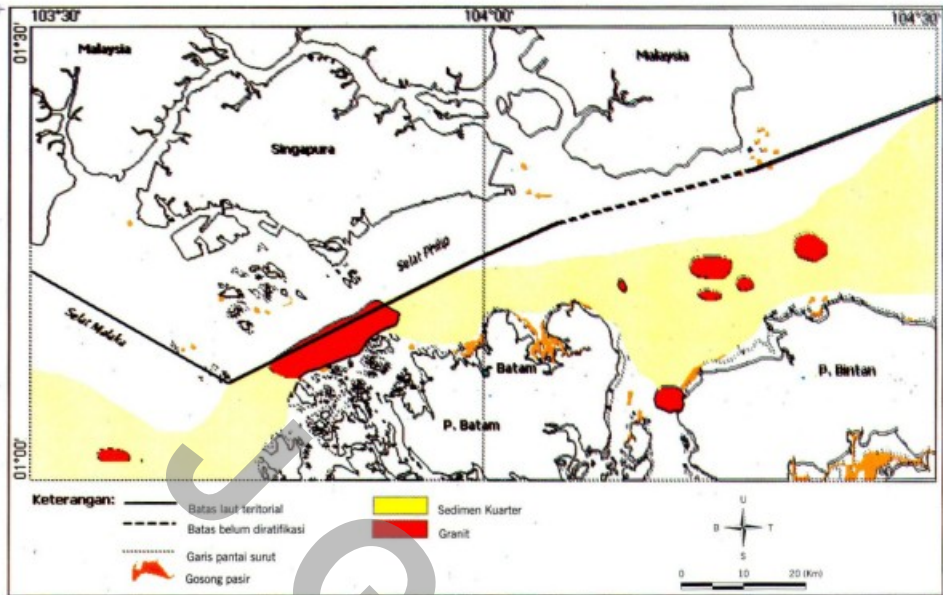 103°30' 104°00' 104°30'
01°30'
Malaysia
Malaysia
Singapura
Selat Philip
Selat Malaka
Batam
P. Bintan
P. Batam
01°00'
Keterangan:
Batas laut teritorial
Batas belum diratifikasi
Garis pantai surut
Gosong pasir
Sedimen Kuarter
Granit
U
B T
S
0 10 20 (Km)